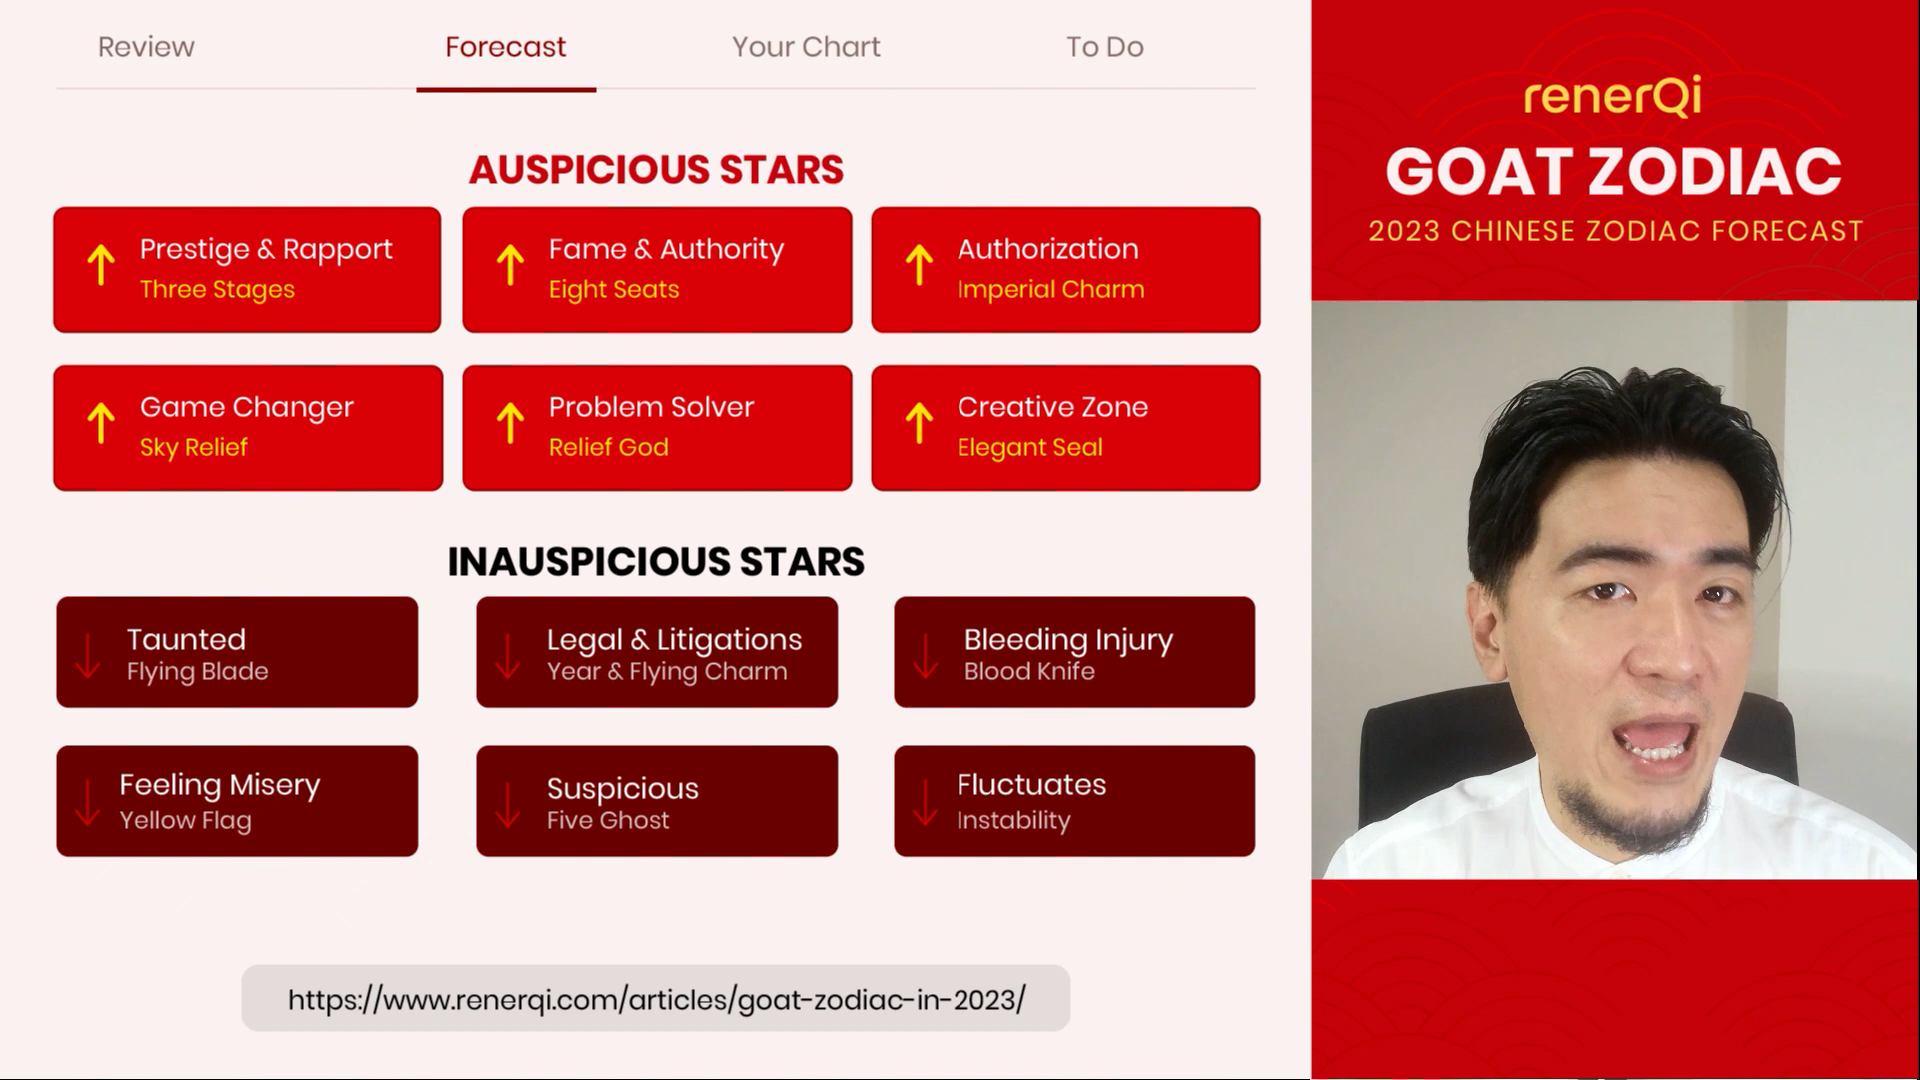 Review
Forecast
Your Chart
To Do
AUSPICIOUS STARS
Prestige & Rapport
Three Stages
Fame & Authority
Eight Seats
Authorization
Imperial Charm
Game Changer
Sky Relief
Problem Solver
Relief God
Creative Zone
Elegant Seal
INAUSPICIOUS STARS
Taunted
Flying Blade
Legal & Litigations
Year & Flying Charm
Bleeding Injury
Blood Knife
Feeling Misery
Yellow Flag
Suspicious
Five Ghost
Fluctuates
Instability
https://www.renerqi.com/articles/goat-zodiac-in-2023/
renerQi
GOAT ZODIAC
2023 CHINESE ZODIAC FORECAST